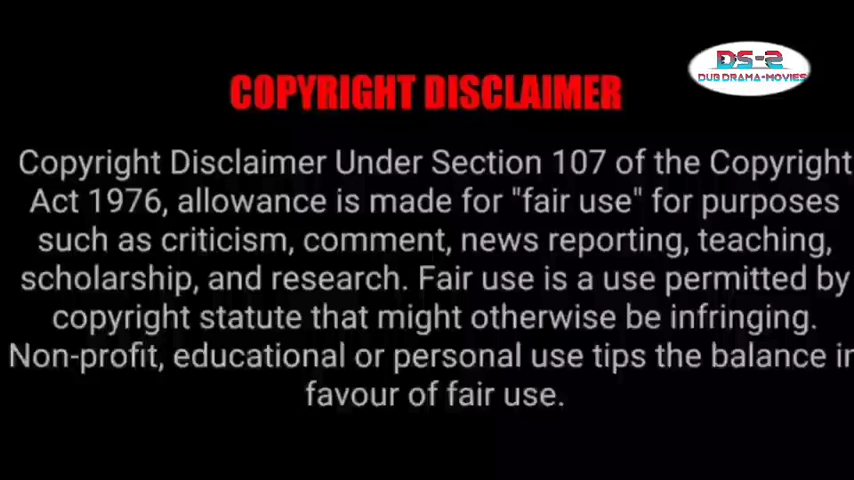 DS-2
DUB DRAMA-MOVIES
COPYRIGHT DISCLAIMER
Copyright Disclaimer Under Section 107 of the Copyright
Act 1976, allowance is made for "fair use" for purposes
such as criticism, comment, news reporting, teaching,
scholarship, and research. Fair use is a use permitted by
copyright statute that might otherwise be infringing.
Non-profit, educational or personal use tips the balance in
favour of fair use.